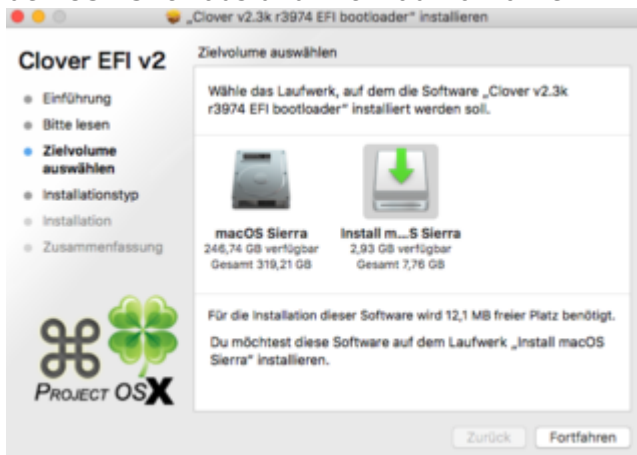 „Clover v2.3k r3974 EFI bootloader" installieren
Clover EFI v2
Zielvolume auswählen
Einführung
Bitte lesen
Zielvolume
auswählen
Installationstyp
Installation
Zusammenfassung
Wähle das Laufwerk, auf dem die Software „Clover v2.3k
r3974 EFI bootloader" installiert werden soll.
macOS Sierra
246,74 GB verfügbar
Gesamt 319,21 GB
Install m...S Sierra
2,93 GB verfügbar
Gesamt 7,76 GB
Für die Installation dieser Software wird 12,1 MB freier Platz benötigt.
Du möchtest diese Software auf dem Laufwerk „Install macOS
Sierra" installieren.
PROJECT OSX
Zurück
Fortfahren